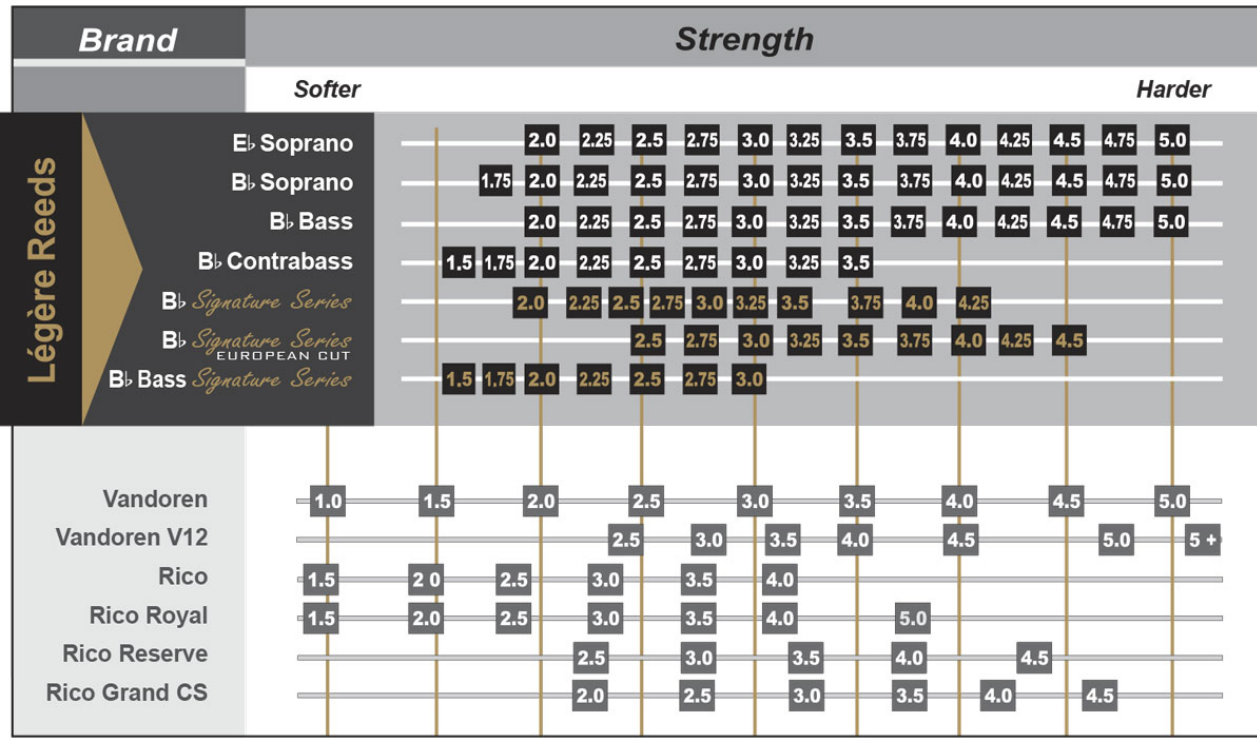 Brand Strength
Softer Harder
Légère Reeds
E♭ Soprano 2.0 2.25 2.5 2.75 3.0 3.25 3.5 3.75 4.0 4.25 4.5 4.75 5.0
B♭ Soprano 1.75 2.0 2.25 2.5 2.75 3.0 3.25 3.5 3.75 4.0 4.25 4.5 4.75 5.0
B♭ Bass 2.0 2.25 2.5 2.75 3.0 3.25 3.5 3.75 4.0 4.25 4.5 4.75 5.0
B♭ Contrabass 1.5 1.75 2.0 2.25 2.5 2.75 3.0 3.25 3.5
B♭ Signature Series 2.0 2.25 2.5 2.75 3.0 3.25 3.5 3.75 4.0 4.25
B♭ Signature Series 2.5 2.75 3.0 3.25 3.5 3.75 4.0 4.25 4.5
EUROPEAN CUT
B♭ Bass Signature Series 1.5 1.75 2.0 2.25 2.5 2.75 3.0
Vandoren 1.0 1.5 2.0 2.5 3.0 3.5 4.0 4.5 5.0
Vandoren V12 2.5 3.0 3.5 4.0 4.5 5.0 5 +
Rico 1.5 2 0 2.5 3.0 3.5 4.0
Rico Royal 1.5 2.0 2.5 3.0 3.5 4.0 5.0
Rico Reserve 2.5 3.0 3.5 4.0 4.5
Rico Grand CS 2.0 2.5 3.0 3.5 4.0 4.5